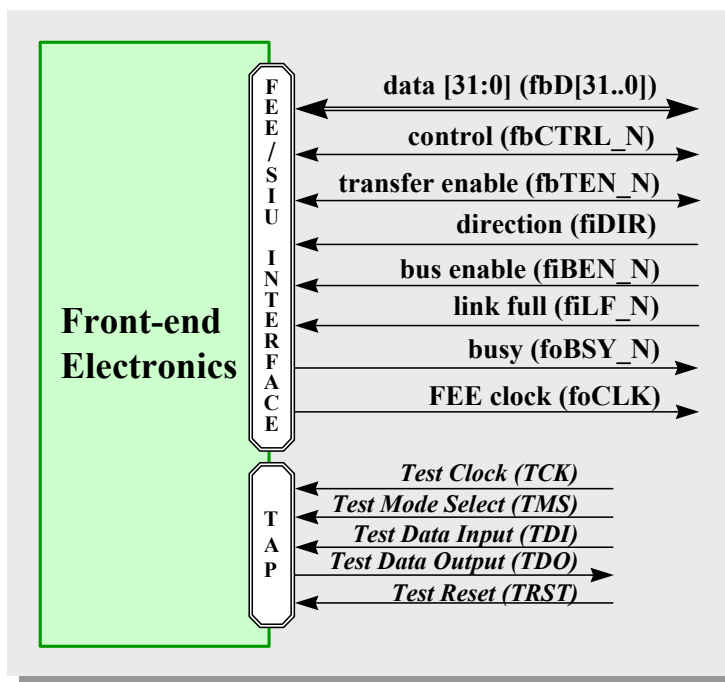 Front-end
Electronics
FEE/SIU INTERFACE
data [31:0] (fbD[31..0])
control (fbCTRL_N)
transfer enable (fbTEN_N)
direction (fiDIR)
bus enable (fiBEN_N)
link full (fiLF_N)
busy (foBSY_N)
FEE clock (foCLK)
TAP
Test Clock (TCK)
Test Mode Select (TMS)
Test Data Input (TDI)
Test Data Output (TDO)
Test Reset (TRST)